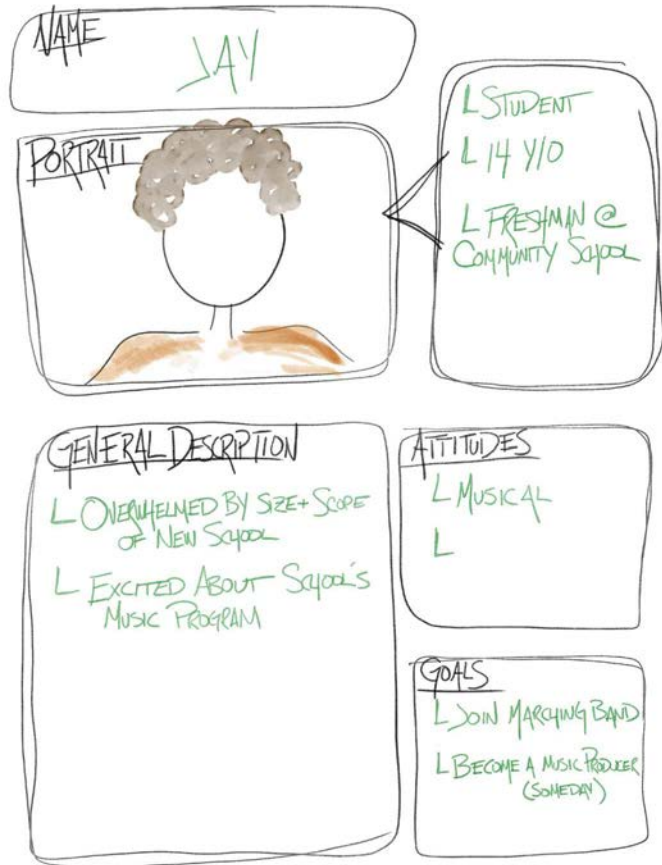 NAME
JAY
PORTRAIT
L STUDENT
L 14 Y/O
L FRESHMAN @
COMMUNITY SCHOOL
GENERAL DESCRIPTION
L OVERWHELMED BY SIZE + SCOPE
OF NEW SCHOOL
L EXCITED ABOUT SCHOOL'S
MUSIC PROGRAM
ATTITUDES
L MUSICAL
L
GOALS
L JOIN MARCHING BAND
L BECOME A MUSIC PRODUCER
(SOMEDAY)